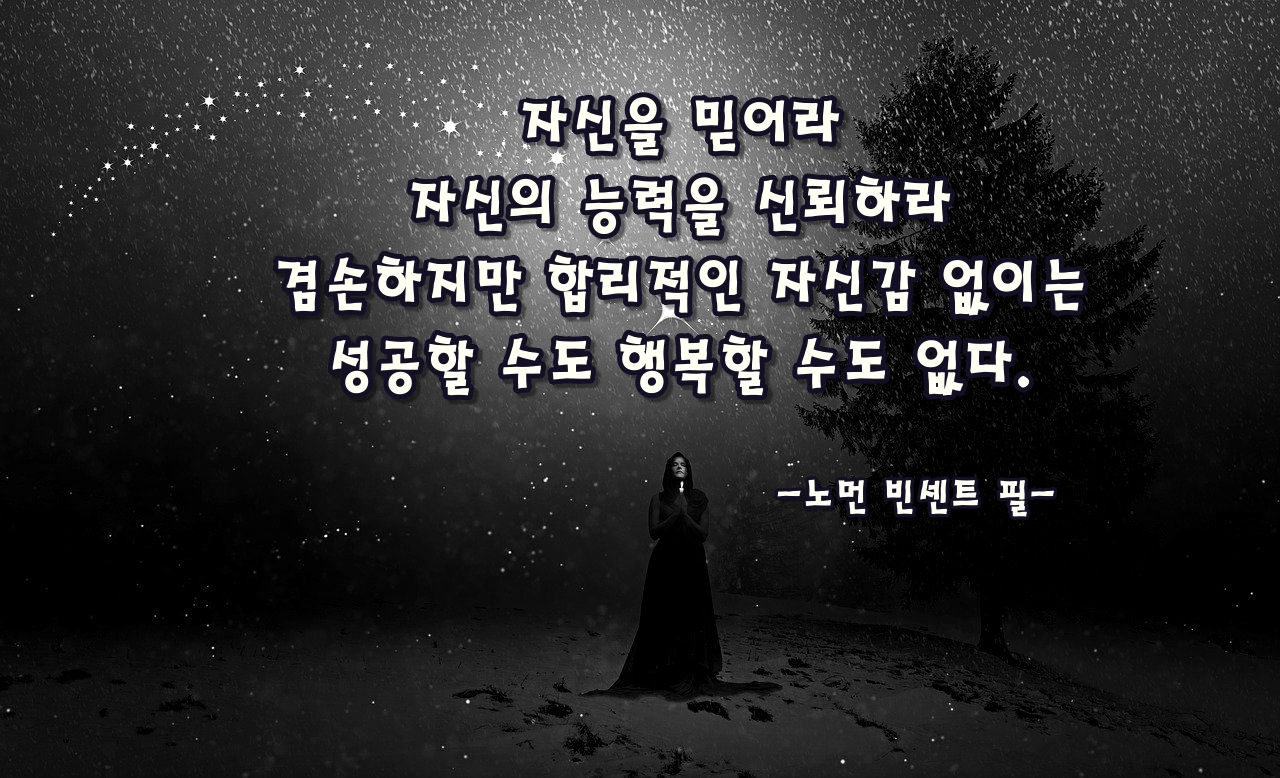 자신을 믿어라
자신의 능력을 신뢰하라
겸손하지만 합리적인 자신감 없이는
성공할 수도 행복할 수도 없다.
-노먼 빈센트 필-